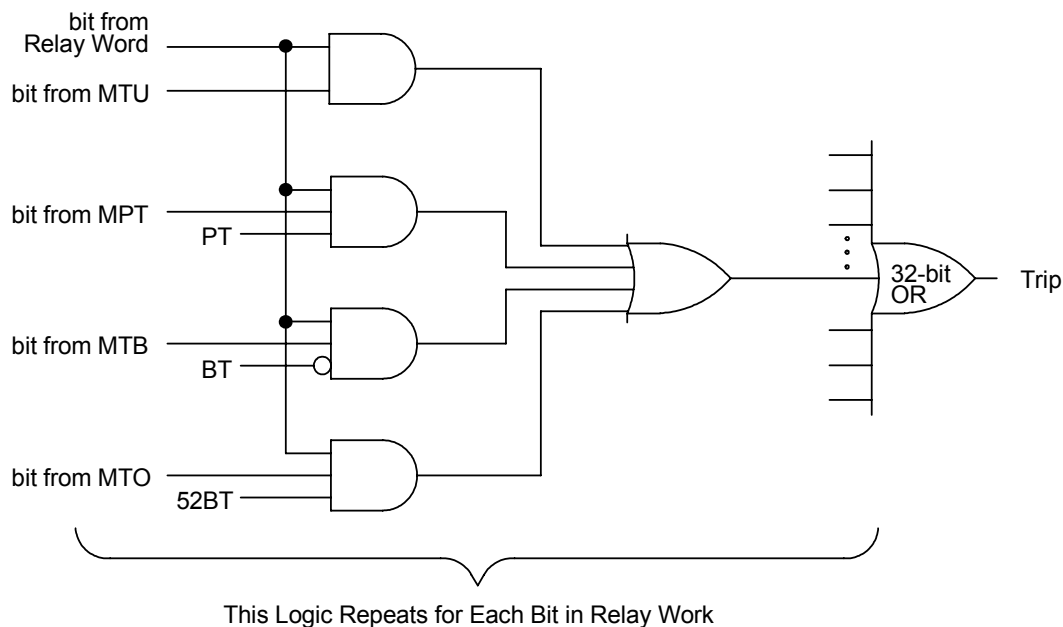 bit from
Relay Word
bit from MTU
bit from MPT
PT
bit from MTB
BT
bit from MTO
52BT
32-bit
OR
Trip
This Logic Repeats for Each Bit in Relay Work